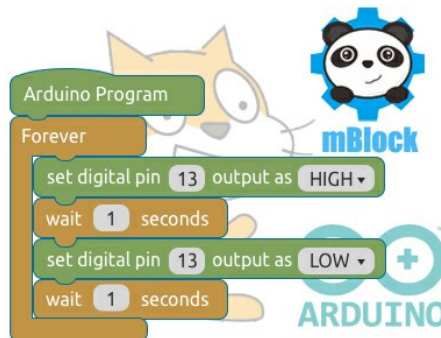 Arduino Program
Forever
set digital pin 13 output as HIGH
wait 1 seconds
set digital pin 13 output as LOW
wait 1 seconds
mBlock
ARDUINO